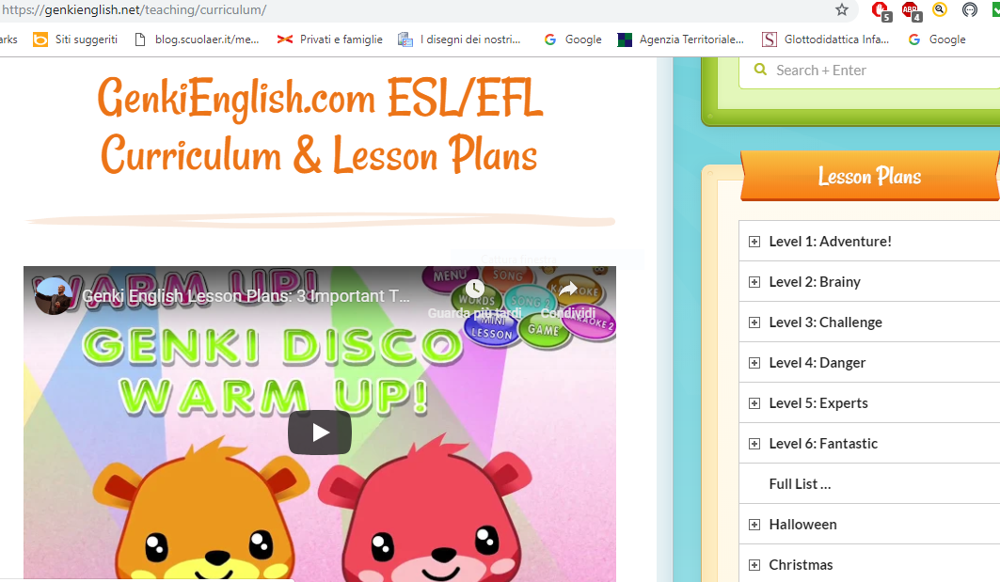 https://genkienglish.net/teaching/curriculum/
5
ABP
4
arks
Siti suggeriti
blog.scuolaer.it/me...
Privati e famiglie
I disegni dei nostri...
Google
Agenzia Territoriale...
Glottodidattica Infa...
Google
GenkiEnglish.com ESL/EFL
Curriculum & Lesson Plans
WARM UP!
Genki English Lesson Plans: 3 Important T...
MENU
SONG
WORDS
SONG 2
KARAOKE
Guarda più tardi
Condividi
MINI
LESSON
GAME
KARAOKE 2
GENKI DISCO
WARM UP!
Search + Enter
Lesson Plans
Level 1: Adventure!
Level 2: Brainy
Level 3: Challenge
Level 4: Danger
Level 5: Experts
Level 6: Fantastic
Full List ...
Halloween
Christmas